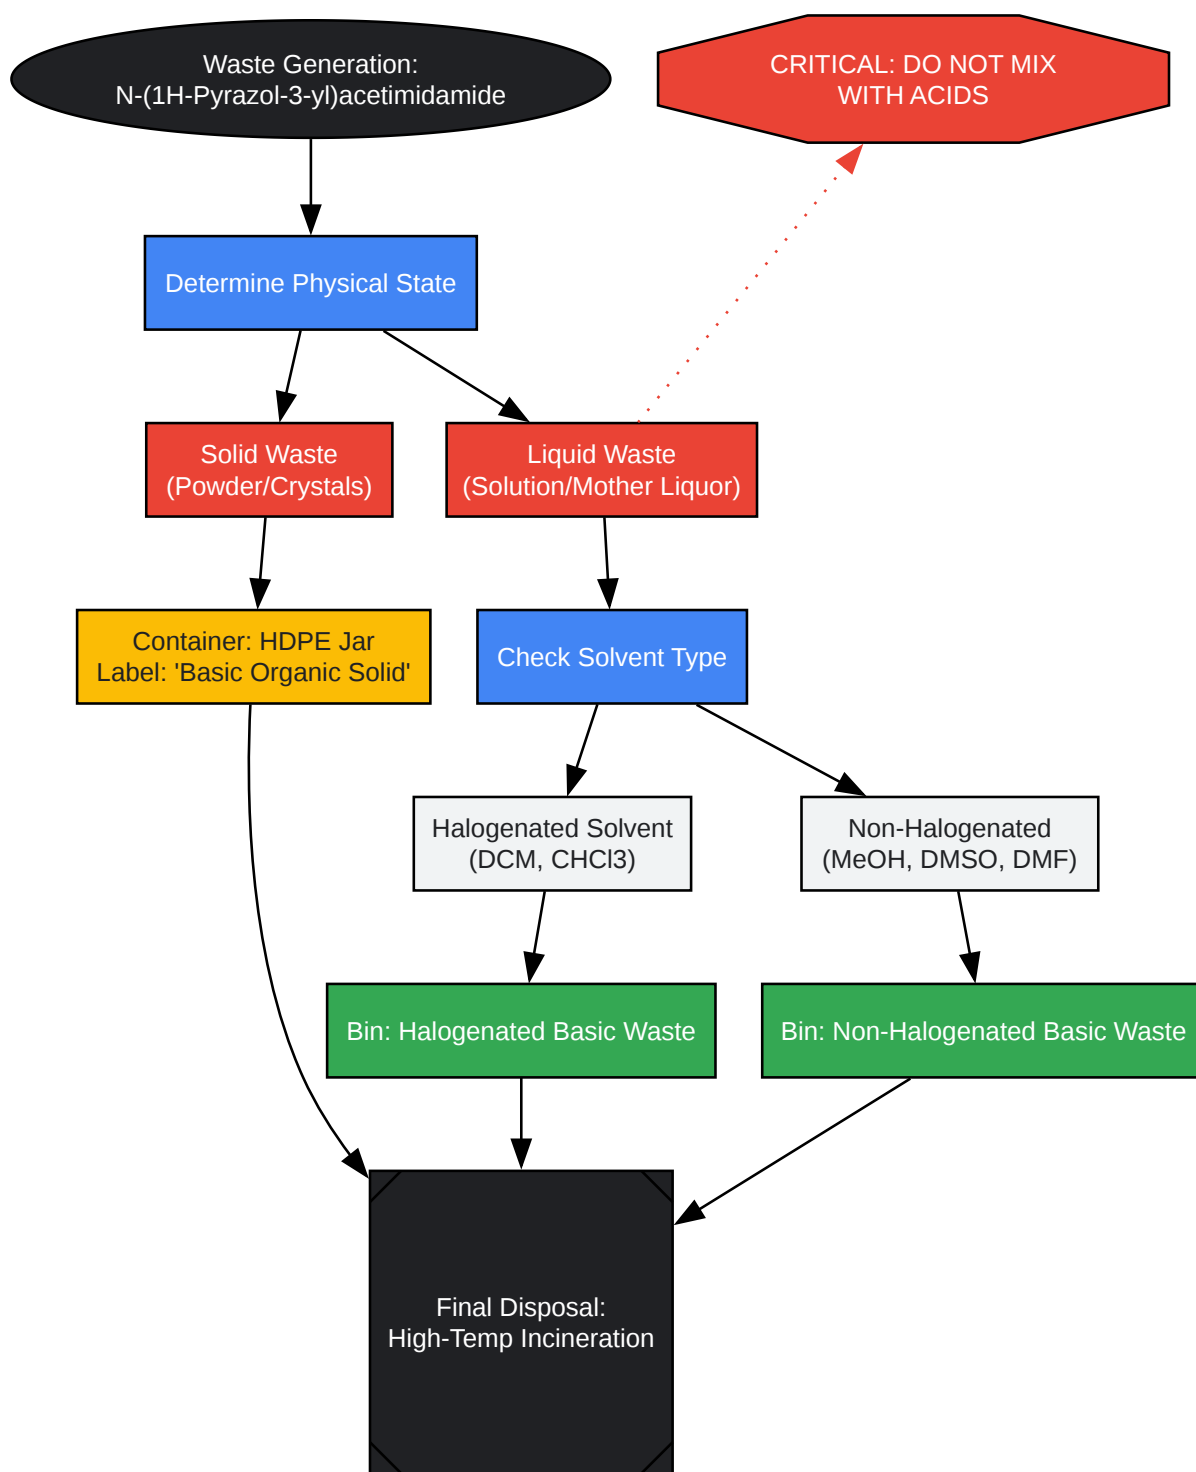 Waste Generation:
N-(1H-Pyrazol-3-yl)acetimidamide
CRITICAL: DO NOT MIX
WITH ACIDS
Determine Physical State
Solid Waste
(Powder/Crystals)
Liquid Waste
(Solution/Mother Liquor)
Container: HDPE Jar
Label: 'Basic Organic Solid'
Check Solvent Type
Halogenated Solvent
(DCM, CHCl3)
Non-Halogenated
(MeOH, DMSO, DMF)
Bin: Halogenated Basic Waste
Bin: Non-Halogenated Basic Waste
Final Disposal:
High-Temp Incineration